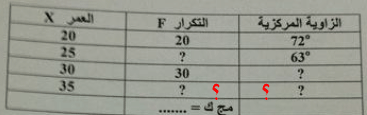 العمر X التكرار F الزاوية المركزية
20 20 72°
25 ? 63°
30 30 ?
35 ? ؟ ؟ ?
مج ك = .......